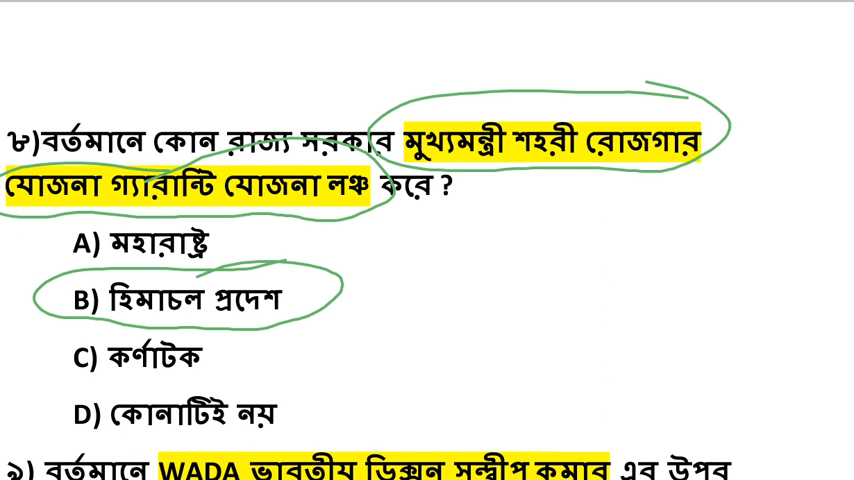 ৮)বর্তমানে কোন রাজ্য সরকার মুখ্যমন্ত্রী শহরী রোজগার
যোজনা গ্যারান্টি যোজনা লঞ্চ করে ?
A) মহারাষ্ট্র
B) হিমাচল প্রদেশ
C) কর্ণাটক
D) কোনাটিই নয়
৯) বর্তমানে WADA ভারতীয় ডিক্সন সন্দীপ কুমার এর উপর